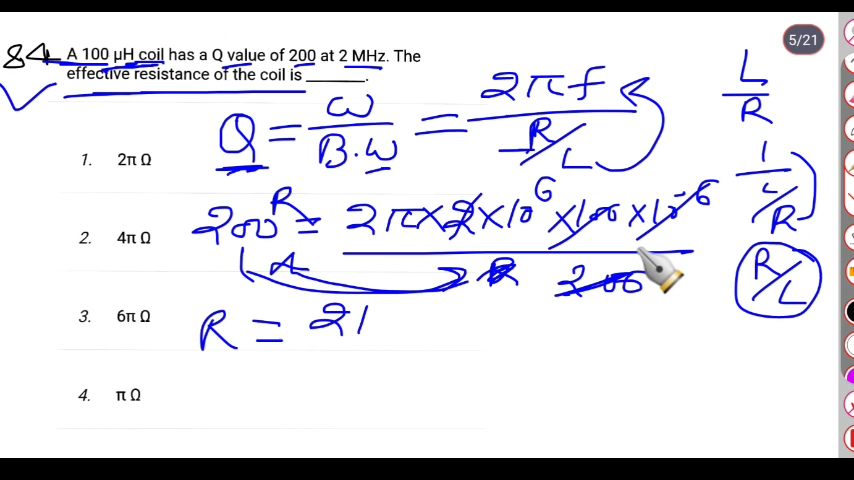 5/21
84 A 100 μH coil has a Q value of 200 at 2 MHz. The
effective resistance of the coil is ______.
1. 2π Ω
2. 4π Ω
3. 6π Ω
4. π Ω
Q = ω / B.W = 2πf / R/L
200 R = 2π×2×10^6×100×10^-6
R 200
R = 2
L/R
1 / L/R
R/L